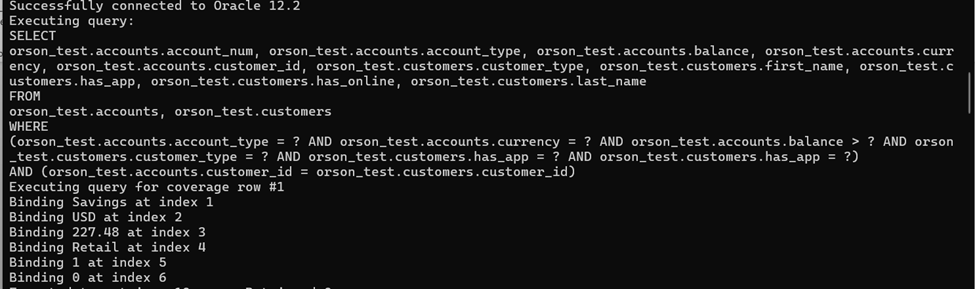 Successfully connected to Oracle 12.2
Executing query:
SELECT
orson_test.accounts.account_num, orson_test.accounts.account_type, orson_test.accounts.balance, orson_test.accounts.curr
ency, orson_test.accounts.customer_id, orson_test.customers.customer_type, orson_test.customers.first_name, orson_test.c
ustomers.has_app, orson_test.customers.has_online, orson_test.customers.last_name
FROM
orson_test.accounts, orson_test.customers
WHERE
(orson_test.accounts.account_type = ? AND orson_test.accounts.currency = ? AND orson_test.accounts.balance > ? AND orson
_test.customers.customer_type = ? AND orson_test.customers.has_app = ? AND orson_test.customers.has_app = ?)
AND (orson_test.accounts.customer_id = orson_test.customers.customer_id)
Executing query for coverage row #1
Binding Savings at index 1
Binding USD at index 2
Binding 227.48 at index 3
Binding Retail at index 4
Binding 1 at index 5
Binding 0 at index 6